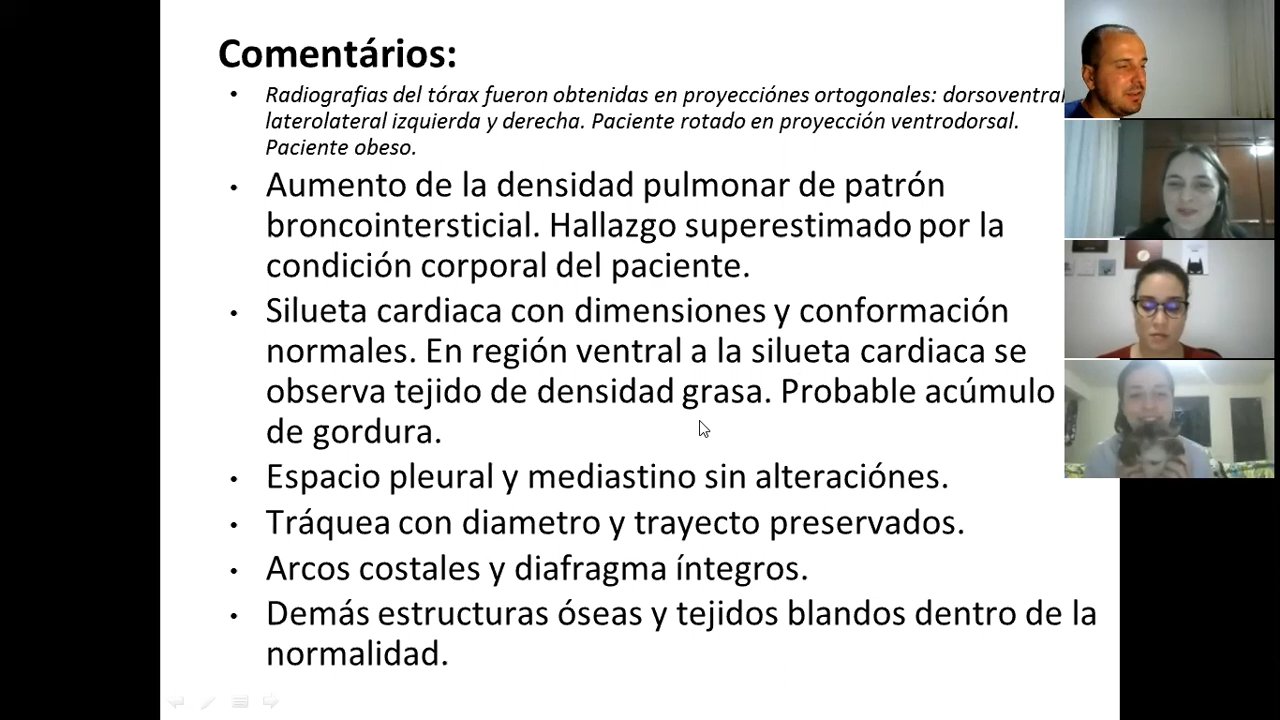 Comentários:
• Radiografias del tórax fueron obtenidas en proyecciónes ortogonales: dorsoventral
laterolateral izquierda y derecha. Paciente rotado en proyección ventrodorsal.
Paciente obeso.
• Aumento de la densidad pulmonar de patrón
broncointersticial. Hallazgo superestimado por la
condición corporal del paciente.
• Silueta cardiaca con dimensiones y conformación
normales. En región ventral a la silueta cardiaca se
observa tejido de densidad grasa. Probable acúmulo
de gordura.
• Espacio pleural y mediastino sin alteraciónes.
• Tráquea con diametro y trayecto preservados.
• Arcos costales y diafragma íntegros.
• Demás estructuras óseas y tejidos blandos dentro de la
normalidad.